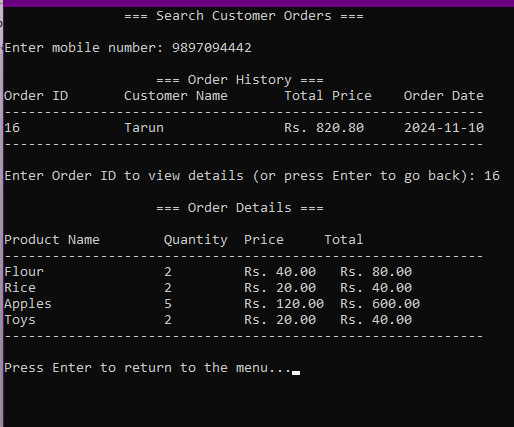 === Search Customer Orders ===
Enter mobile number: 9897094442
=== Order History ===
Order ID Customer Name Total Price Order Date
------------------------------------------------------------
16 Tarun Rs. 820.80 2024-11-10
------------------------------------------------------------
Enter Order ID to view details (or press Enter to go back): 16
=== Order Details ===
Product Name Quantity Price Total
------------------------------------------------------------
Flour 2 Rs. 40.00 Rs. 80.00
Rice 2 Rs. 20.00 Rs. 40.00
Apples 5 Rs. 120.00 Rs. 600.00
Toys 2 Rs. 20.00 Rs. 40.00
------------------------------------------------------------
Press Enter to return to the menu...